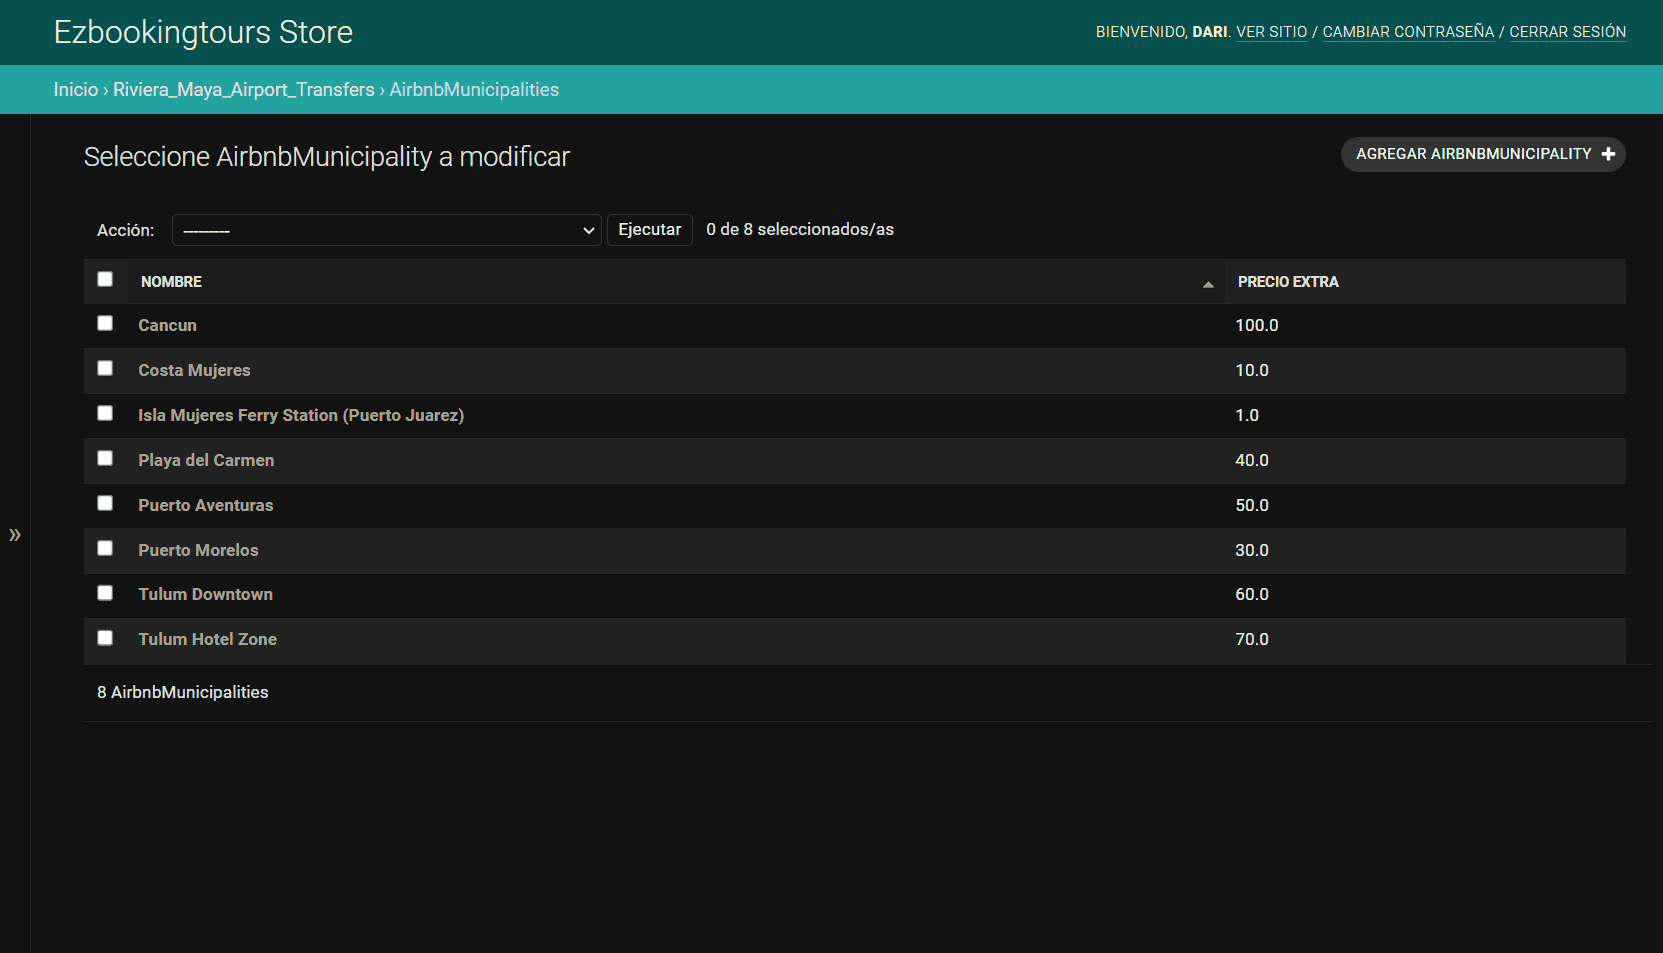 Ezbookingtours Store
BIENVENIDO, DARI. VER SITIO / CAMBIAR CONTRASEÑA / CERRAR SESIÓN
Inicio › Riviera_Maya_Airport_Transfers › AirbnbMunicipalities
Seleccione AirbnbMunicipality a modificar
AGREGAR AIRBNBMUNICIPALITY
Acción: --------- Ejecutar 0 de 8 seleccionados/as
NOMBRE PRECIO EXTRA
Cancun 100.0
Costa Mujeres 10.0
Isla Mujeres Ferry Station (Puerto Juarez) 1.0
Playa del Carmen 40.0
Puerto Aventuras 50.0
Puerto Morelos 30.0
Tulum Downtown 60.0
Tulum Hotel Zone 70.0
8 AirbnbMunicipalities
»